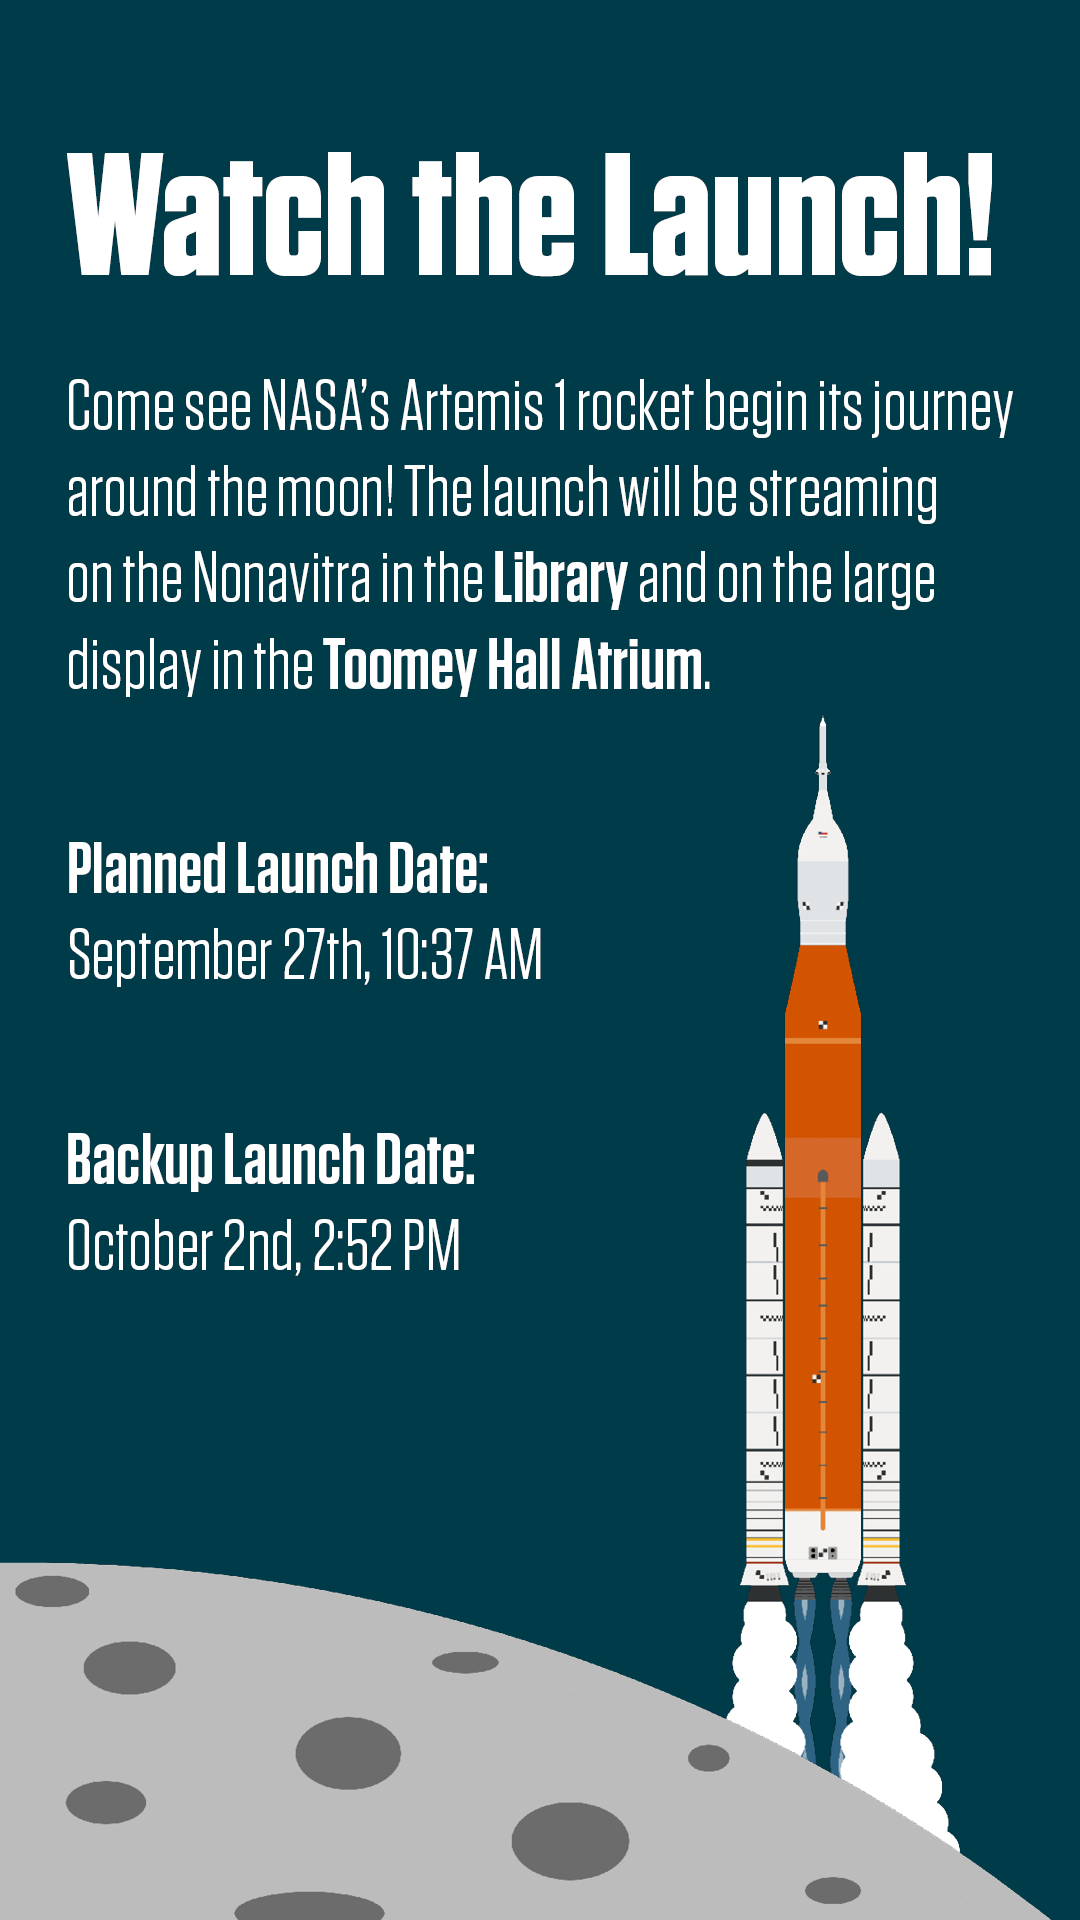 Watch the Launch!
Come see NASA’s Artemis 1 rocket begin its journey
around the moon! The launch will be streaming
on the Nonavitra in the Library and on the large
display in the Toomey Hall Atrium.
Planned Launch Date:
September 27th, 10:37 AM
Backup Launch Date:
October 2nd, 2:52 PM